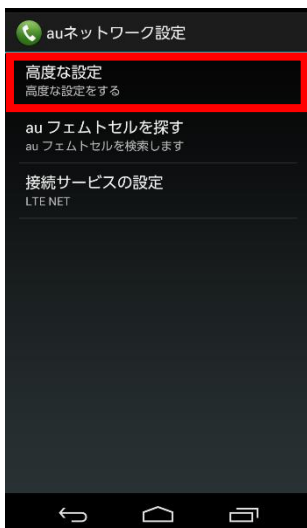 auネットワーク設定
高度な設定
高度な設定をする
au フェムトセルを探す
au フェムトセルを検索します
接続サービスの設定
LTE NET